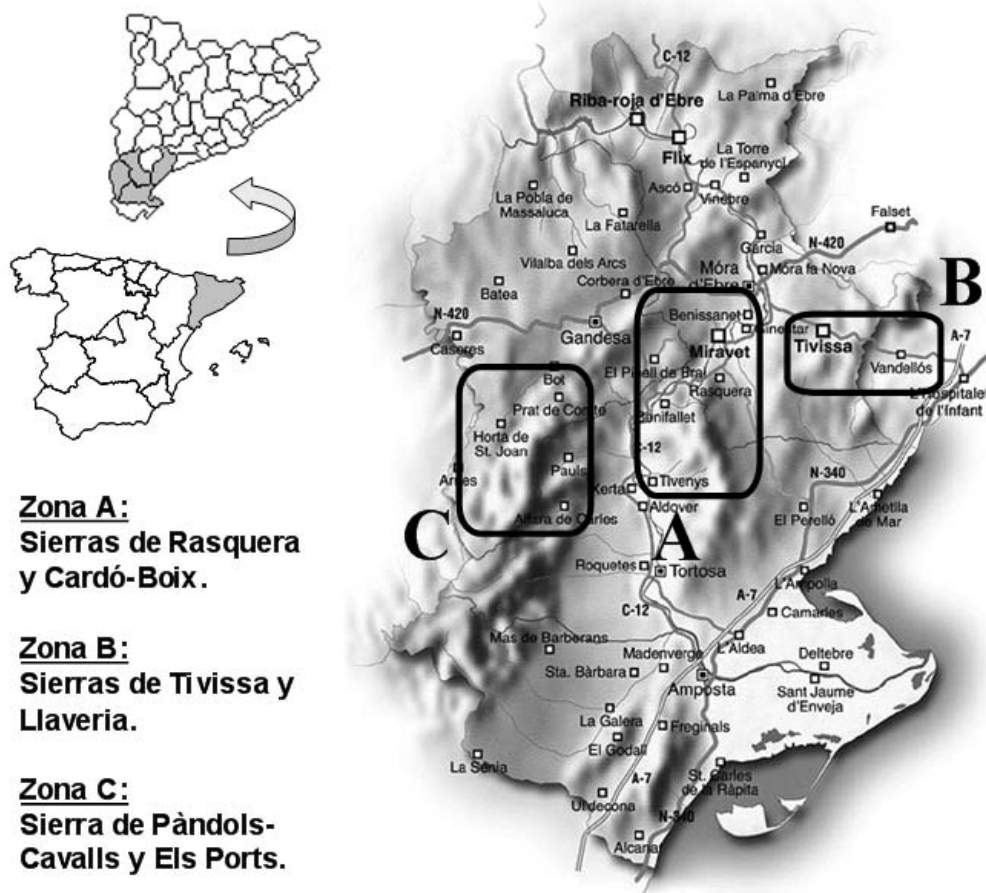 Zona A:
Sierras de Rasquera
y Cardó-Boix.
Zona B:
Sierras de Tivissa y
Llaveria.
Zona C:
Sierra de Pàndols-
Cavalls y Els Ports.
C-12
La Palma d'Ebre
Riba-roja d'Ebre
Flix
La Torre
de l'Espanyol
Ascó
Vinebre
La Pobla de
Massaluca
La Fatarella
Falset
Garcia
N-420
Vilalba dels Arcs
Móra
d'Ebre
Móra la Nova
Corbera d'Ebre
Batea
B
N-420
Gandesa
Benissanet
Ginestar
Miravet
Tivissa
A-7
Caseres
Vandellós
El Pinell de Brai
Bot
Rasquera
L'Hospitalet
de l'Infant
Prat de Comte
Benifallet
Horta de
St. Joan
C-12
Paüls
Arnes
N-340
Tivenys
Xerta
Aldover
L'Ametlla
de Mar
Alfara de Carles
El Perelló
C
A
Roquetes
Tortosa
L'Ampolla
A-7
C-12
Camarles
Mas de Barberans
L'Aldea
Madenverge
Deltebre
Sta. Bàrbara
Amposta
Sant Jaume
d'Enveja
La Galera
Freginals
El Godall
La Sénia
A-7
St. Carles
de la Ràpita
Ulldecona
N-340
Alcanar